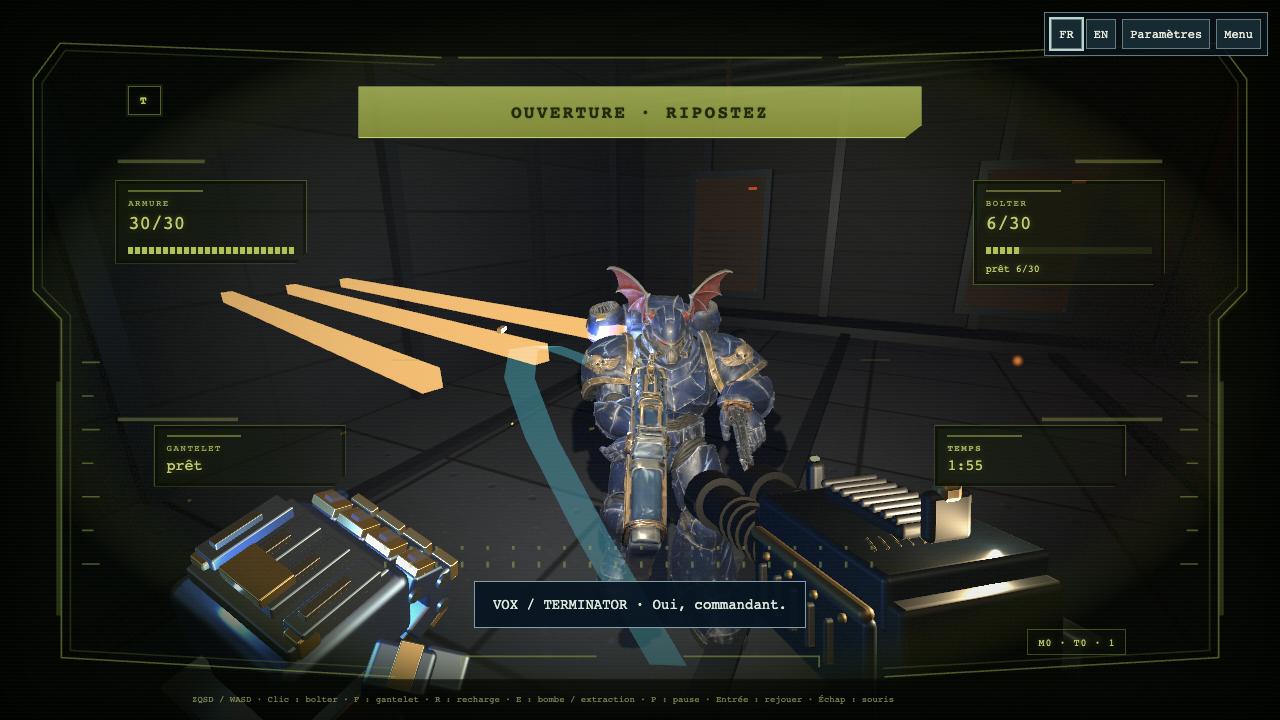 FR EN Paramètres Menu
T
OUVERTURE · RIPOSTEZ
ARMURE
30/30
BOLTER
6/30
prêt 6/30
GANTELET
prêt
TEMPS
1:55
VOX / TERMINATOR · Oui, commandant.
M0 · T0 · 1
ZQSD / WASD · Clic : bolter · F : gantelet · R : recharge · E : bombe / extraction · P : pause · Entrée : rejouer · Échap : souris